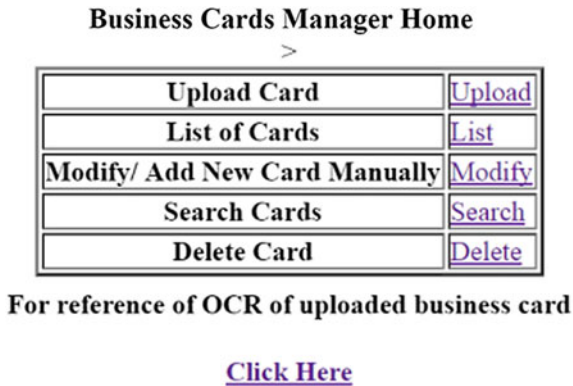 Business Cards Manager Home
>
Upload Card Upload
List of Cards List
Modify/ Add New Card Manually Modify
Search Cards Search
Delete Card Delete
For reference of OCR of uploaded business card
Click Here